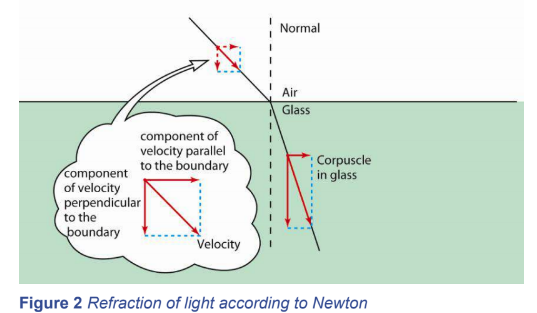 Normal
Air
Glass
component of
velocity parallel
to the boundary
component
of velocity
perpendicular
to the
boundary
Velocity
Corpuscle
in glass
Figure 2 Refraction of light according to Newton